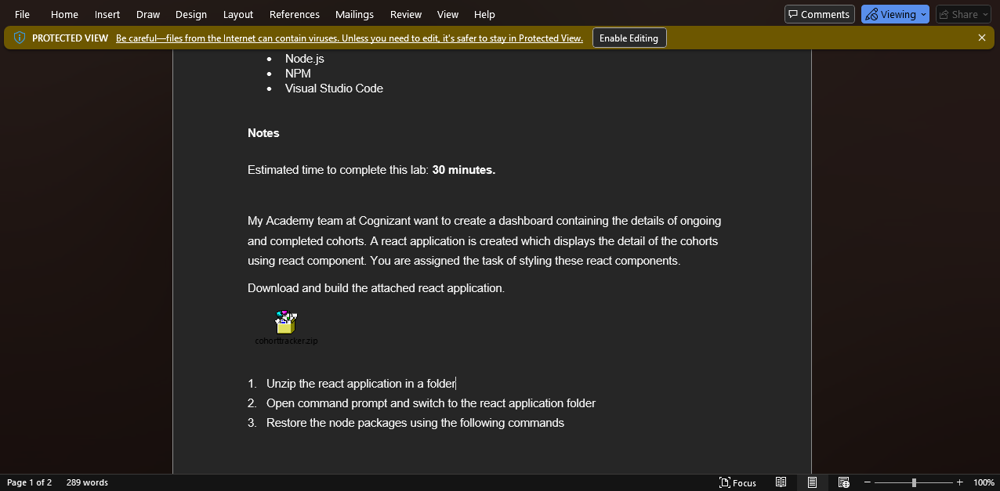 File Home Insert Draw Design Layout References Mailings Review View Help Comments Viewing Share
PROTECTED VIEW Be careful—files from the Internet can contain viruses. Unless you need to edit, it's safer to stay in Protected View. Enable Editing
• Node.js
• NPM
• Visual Studio Code
Notes
Estimated time to complete this lab: 30 minutes.
My Academy team at Cognizant want to create a dashboard containing the details of ongoing
and completed cohorts. A react application is created which displays the detail of the cohorts
using react component. You are assigned the task of styling these react components.
Download and build the attached react application.
cohorttracker.zip
1. Unzip the react application in a folder
2. Open command prompt and switch to the react application folder
3. Restore the node packages using the following commands
Page 1 of 2 289 words Focus 100%